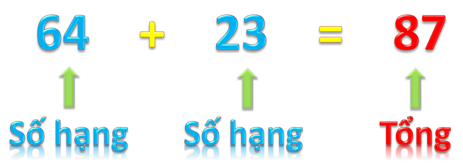 64 + 23 = 87
Số hạng Số hạng Tổng